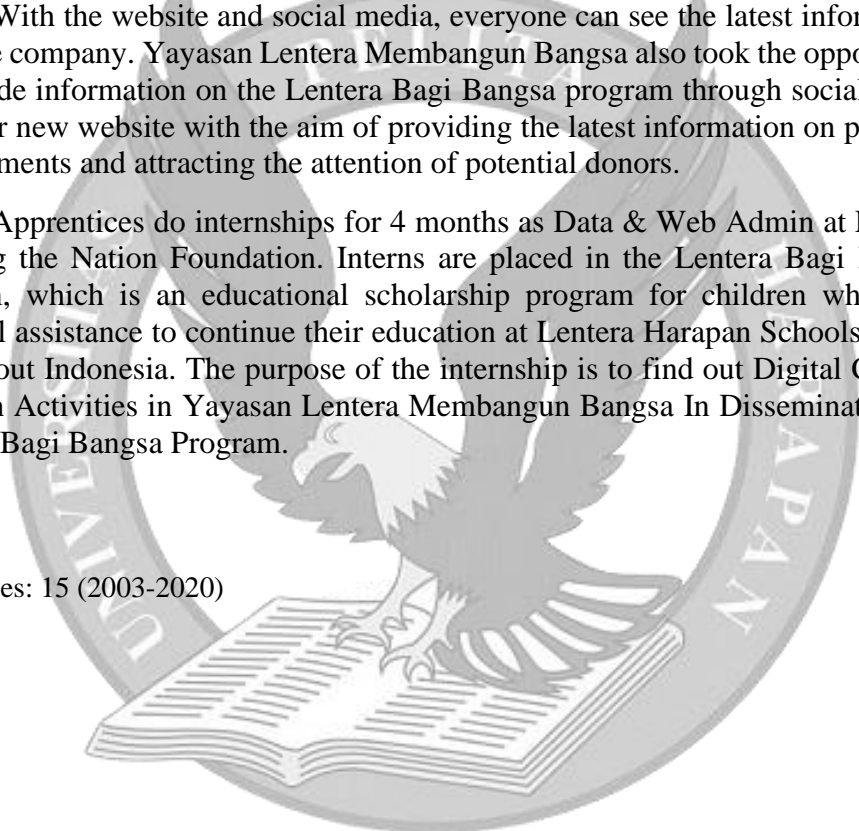 With the website and social media, everyone can see the latest infor
e company. Yayasan Lentera Membangun Bangsa also took the oppo
de information on the Lentera Bagi Bangsa program through social
r new website with the aim of providing the latest information on p
ments and attracting the attention of potential donors.
Apprentices do internships for 4 months as Data & Web Admin at
g the Nation Foundation. Interns are placed in the Lentera Bagi
n, which is an educational scholarship program for children wh
l assistance to continue their education at Lentera Harapan Schools
out Indonesia. The purpose of the internship is to find out Digital C
n Activities in Yayasan Lentera Membangun Bangsa In Disseminat
Bagi Bangsa Program.
es: 15 (2003-2020)
UNIVERSITAS PELITA HARAPAN